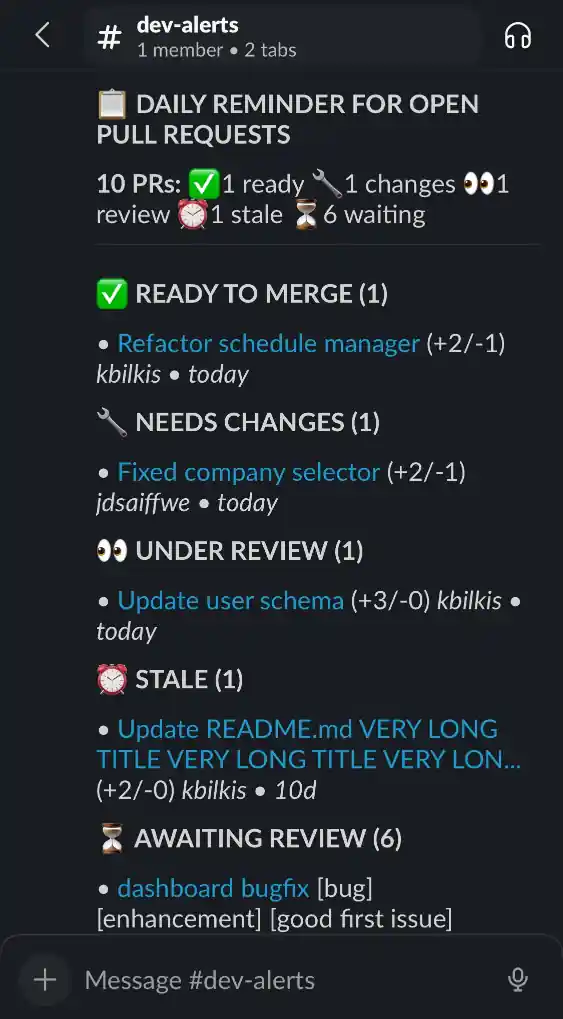 # dev-alerts
1 member • 2 tabs
📋 DAILY REMINDER FOR OPEN
PULL REQUESTS
10 PRs: ✅1 ready 🔧1 changes 👀1
review ⏰1 stale ⏳6 waiting
✅ READY TO MERGE (1)
• Refactor schedule manager (+2/-1)
kbilkis • today
🔧 NEEDS CHANGES (1)
• Fixed company selector (+2/-1)
jdsaiffwe • today
👀 UNDER REVIEW (1)
• Update user schema (+3/-0) kbilkis •
today
⏰ STALE (1)
• Update README.md VERY LONG
TITLE VERY LONG TITLE VERY LON...
(+2/-0) kbilkis • 10d
⏳ AWAITING REVIEW (6)
• dashboard bugfix [bug]
[enhancement] [good first issue]
Message #dev-alerts